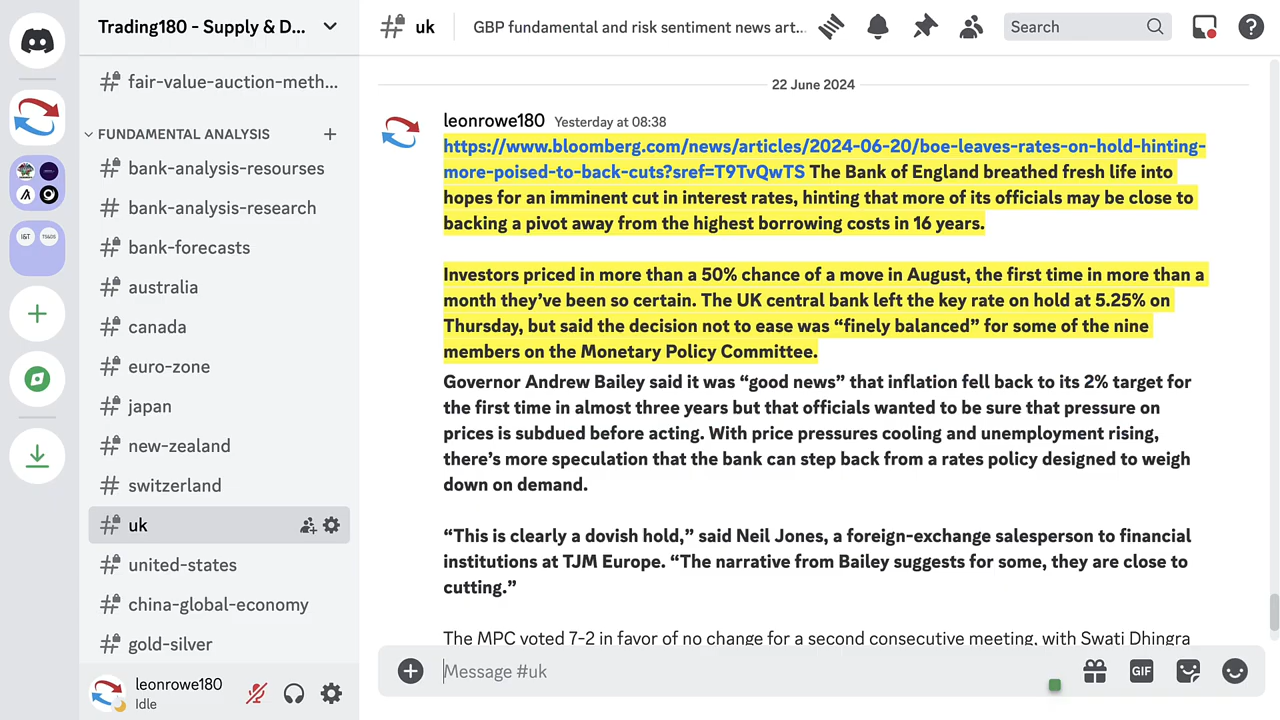 Trading180 - Supply & D...
# uk
GBP fundamental and risk sentiment news art...
Search
# fair-value-auction-meth...
FUNDAMENTAL ANALYSIS
# bank-analysis-resourses
# bank-analysis-research
# bank-forecasts
# australia
# canada
# euro-zone
# japan
# new-zealand
# switzerland
# uk
# united-states
# china-global-economy
# gold-silver
leonrowe180
Idle
22 June 2024
leonrowe180 Yesterday at 08:38
https://www.bloomberg.com/news/articles/2024-06-20/boe-leaves-rates-on-hold-hinting-
more-poised-to-back-cuts?sref=T9TvQwTS The Bank of England breathed fresh life into
hopes for an imminent cut in interest rates, hinting that more of its officials may be close to
backing a pivot away from the highest borrowing costs in 16 years.
Investors priced in more than a 50% chance of a move in August, the first time in more than a
month they’ve been so certain. The UK central bank left the key rate on hold at 5.25% on
Thursday, but said the decision not to ease was “finely balanced” for some of the nine
members on the Monetary Policy Committee.
Governor Andrew Bailey said it was “good news” that inflation fell back to its 2% target for
the first time in almost three years but that officials wanted to be sure that pressure on
prices is subdued before acting. With price pressures cooling and unemployment rising,
there’s more speculation that the bank can step back from a rates policy designed to weigh
down on demand.
“This is clearly a dovish hold,” said Neil Jones, a foreign-exchange salesperson to financial
institutions at TJM Europe. “The narrative from Bailey suggests for some, they are close to
cutting.”
The MPC voted 7-2 in favor of no change for a second consecutive meeting, with Swati Dhingra
Message #uk
GIF